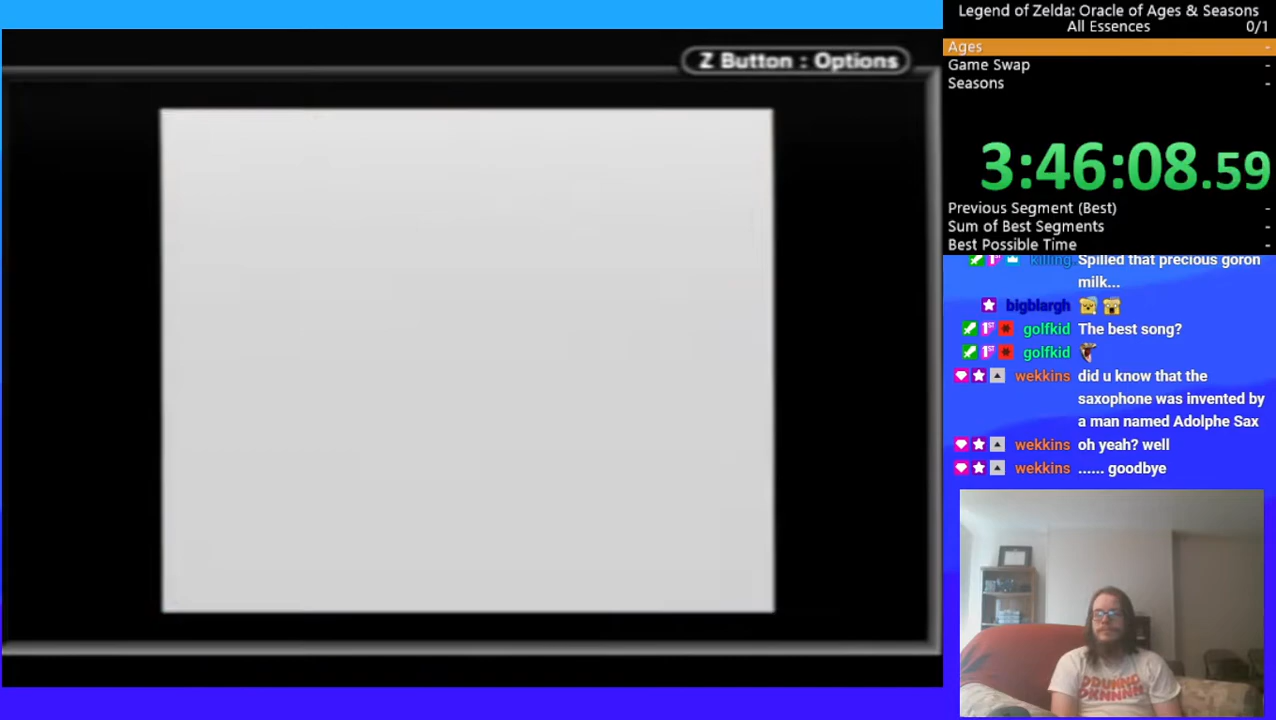 Z Button : Options
Legend of Zelda: Oracle of Ages & Seasons
All Essences 0/1
Ages -
Game Swap -
Seasons -
3:46:08.59
Previous Segment (Best) -
Sum of Best Segments -
Best Possible Time -
killing. Spilled that precious goron
milk...
bigblargh
golfkid The best song?
golfkid
wekkins did u know that the
saxophone was invented by
a man named Adolphe Sax
wekkins oh yeah? well
wekkins ...... goodbye